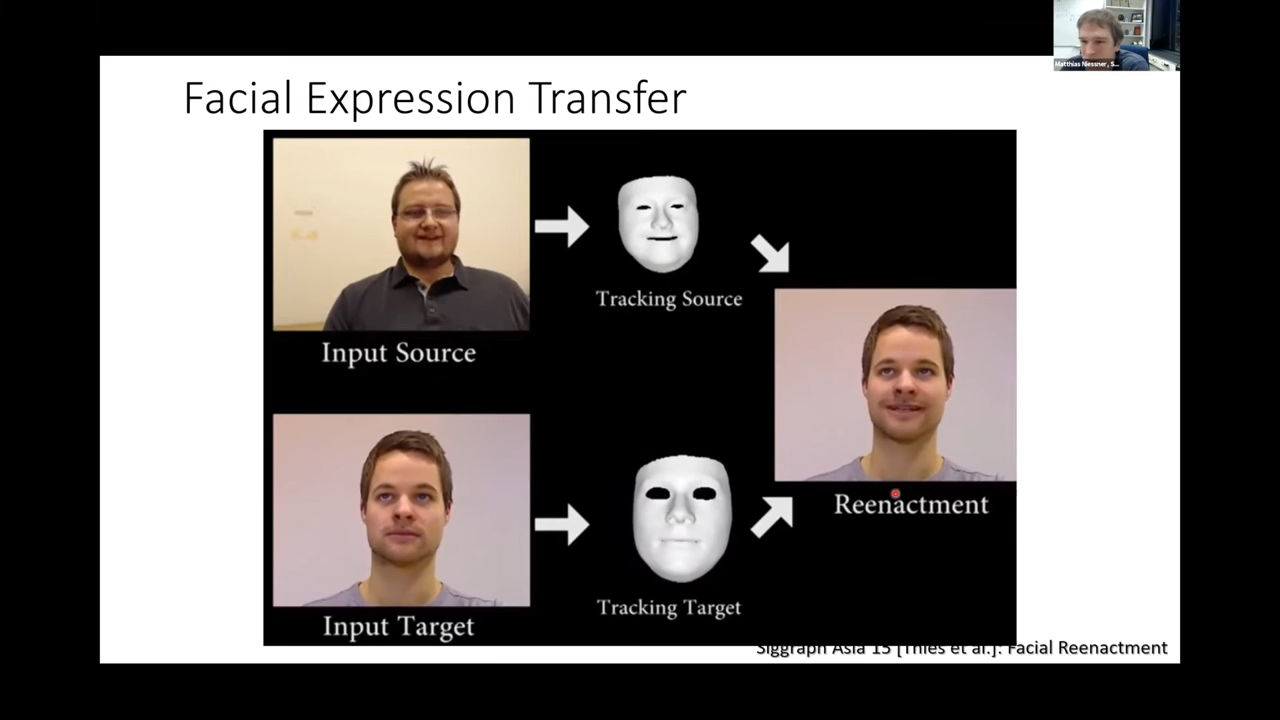 Matthias Niessner, S...
Facial Expression Transfer
Tracking Source
Input Source
Reenactment
Tracking Target
Input Target
Siggraph Asia 15 [Thies et al.]: Facial Reenactment